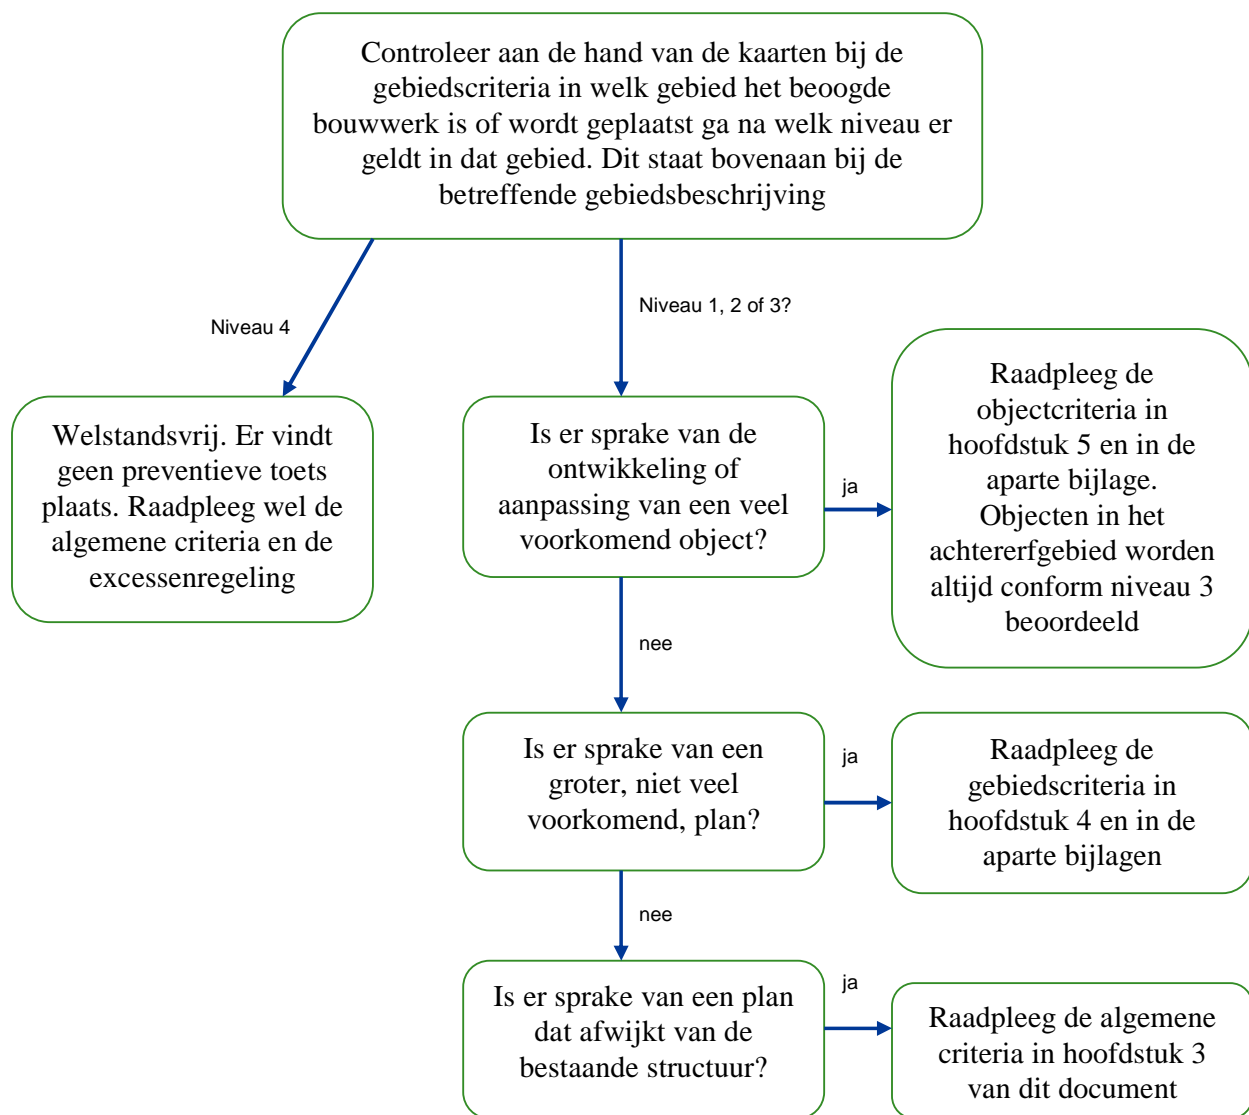 Controleer aan de hand van de kaarten bij de
gebiedscriteria in welk gebied het beoogde
bouwwerk is of wordt geplaatst ga na welk niveau er
geldt in dat gebied. Dit staat bovenaan bij de
betreffende gebiedsbeschrijving
Niveau 4
Niveau 1, 2 of 3?
Welstandsvrij. Er vindt
geen preventieve toets
plaats. Raadpleeg wel de
algemene criteria en de
excessenregeling
Is er sprake van de
ontwikkeling of
aanpassing van een veel
voorkomend object?
ja
Raadpleeg de
objectcriteria in
hoofdstuk 5 en in de
aparte bijlage.
Objecten in het
achtererfgebied worden
altijd conform niveau 3
beoordeeld
nee
Is er sprake van een
groter, niet veel
voorkomend, plan?
ja
Raadpleeg de
gebiedscriteria in
hoofdstuk 4 en in de
aparte bijlagen
nee
Is er sprake van een plan
dat afwijkt van de
bestaande structuur?
ja
Raadpleeg de algemene
criteria in hoofdstuk 3
van dit document